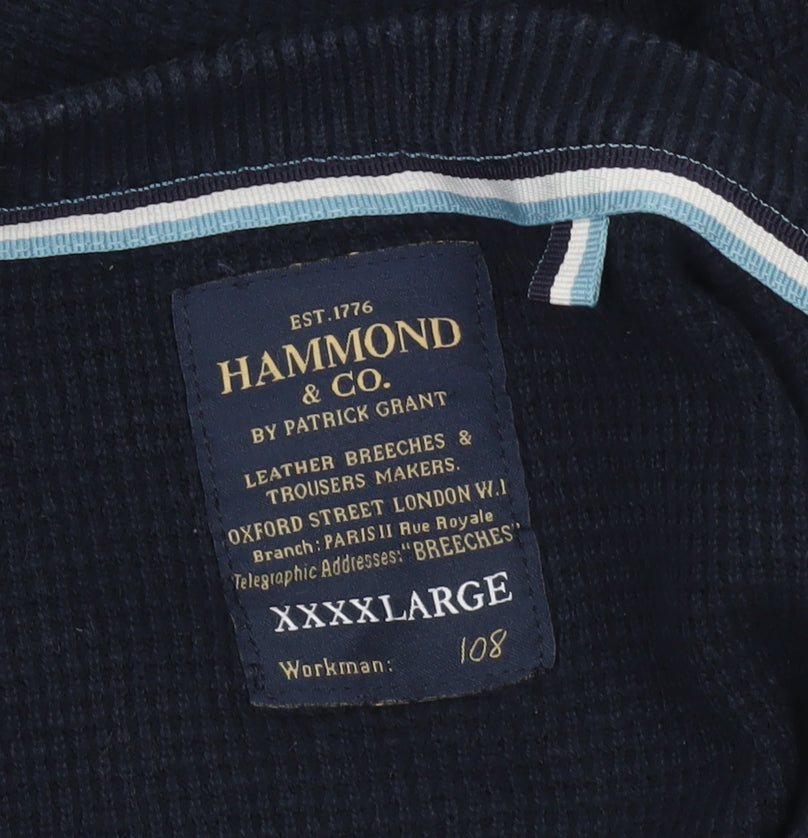 EST.1776
HAMMOND
& CO.
BY PATRICK GRANT
LEATHER BREECHES &
TROUSERS MAKERS.
OXFORD STREET LONDON W.1
Branch: PARIS 11 Rue Royale
Telegraphic Addresses: "BREECHES"
XXXXLARGE
Workman: 108